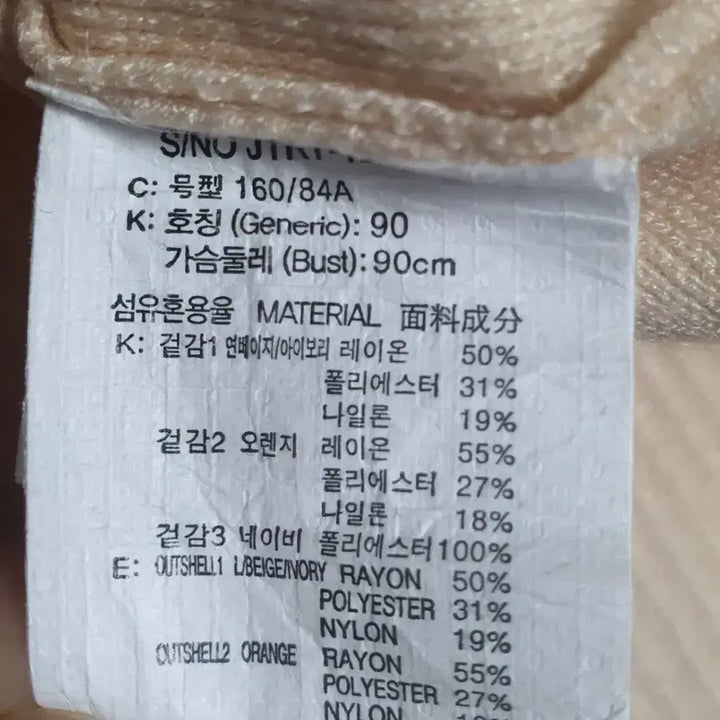 S/NO JTRT-
C: 号型 160/84A
K: 호칭 (Generic): 90
가슴둘레 (Bust): 90cm
섬유혼용율 MATERIAL 面料成分
K: 겉감1 연베이지/아이보리 레이온 50%
폴리에스터 31%
나일론 19%
겉감2 오렌지 레이온 55%
폴리에스터 27%
나일론 18%
겉감3 네이비 폴리에스터 100%
E: OUTSHELL1 L/BEIGE/IVORY RAYON 50%
POLYESTER 31%
NYLON 19%
OUTSHELL2 ORANGE RAYON 55%
POLYESTER 27%
NYLON